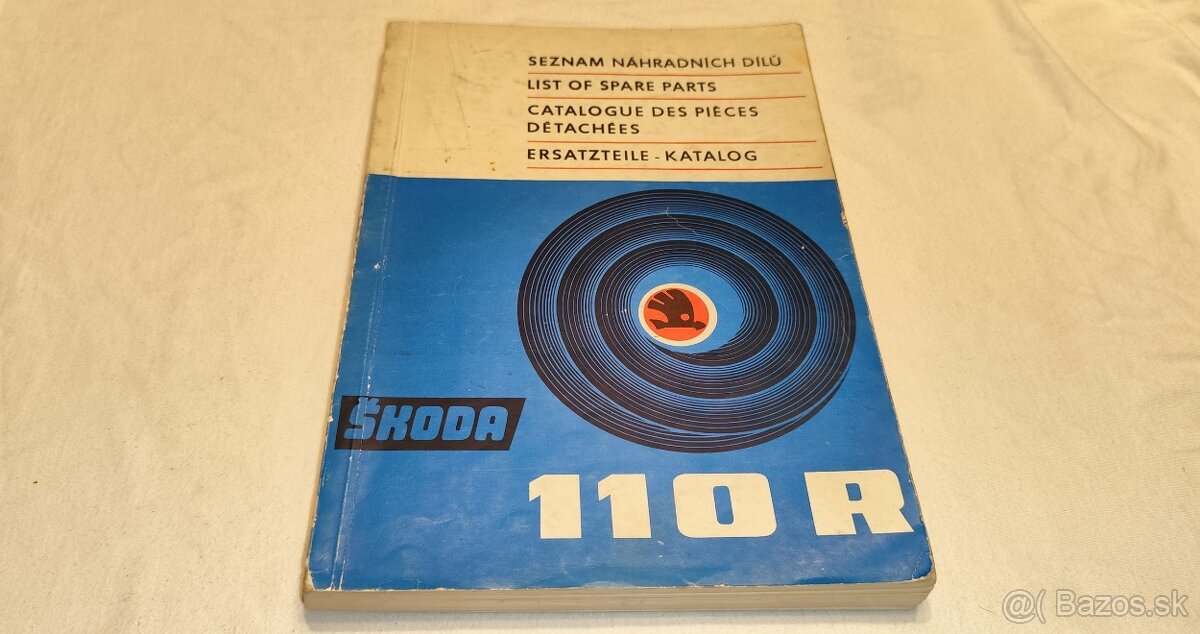 SEZNAM NÁHRADNÍCH DÍLŮ
LIST OF SPARE PARTS
CATALOGUE DES PIÈCES
DÉTACHÉES
ERSATZTEILE - KATALOG
ŠKODA
110 R
@( Bazos.sk